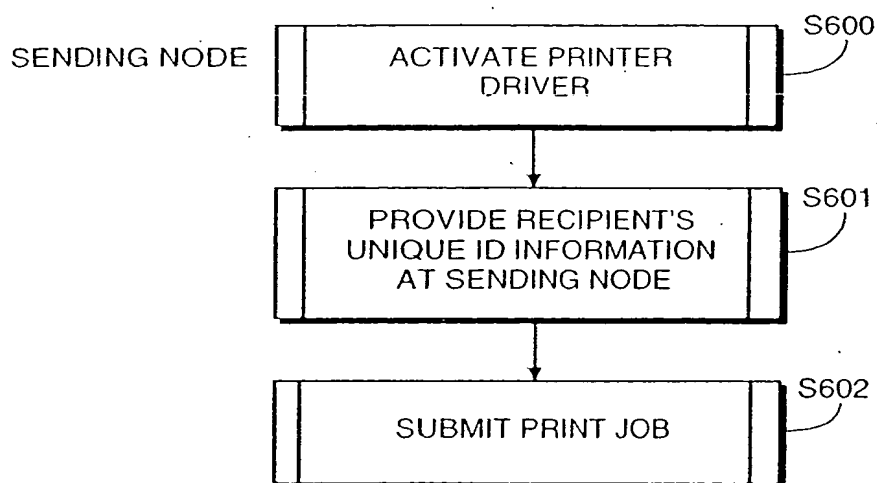 S600
SENDING NODE
ACTIVATE PRINTER
DRIVER
S601
PROVIDE RECIPIENT'S
UNIQUE ID INFORMATION
AT SENDING NODE
S602
SUBMIT PRINT JOB